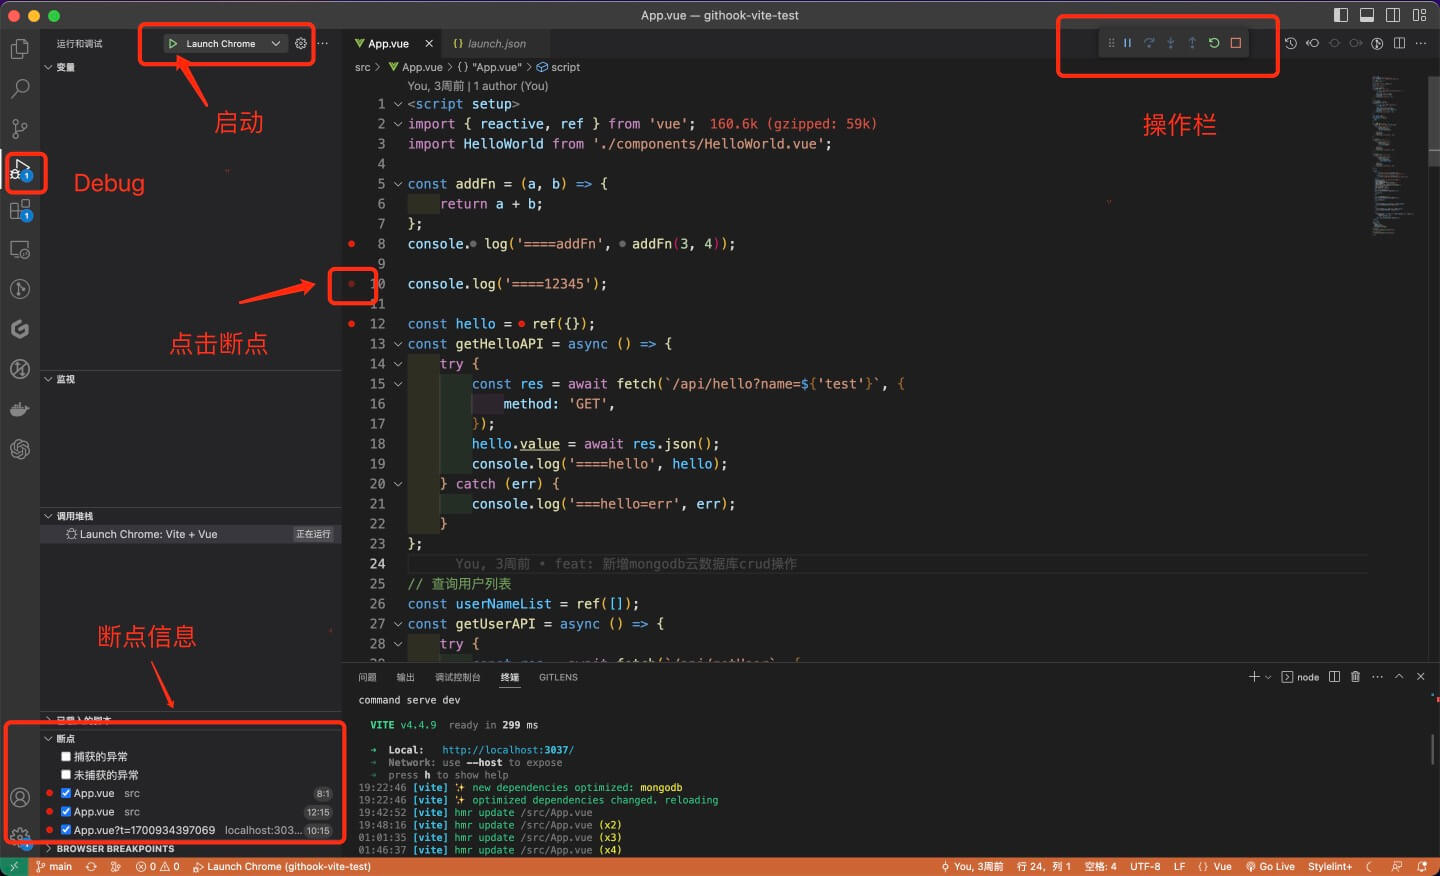 App.vue — githook-vite-test
运行和调试
Launch Chrome
变量
启动
Debug
点击断点
监视
调用堆栈
Launch Chrome: Vite + Vue 正在运行
断点信息
已载入的脚本
断点
捕获的异常
未捕获的异常
App.vue src 8:1
App.vue src 12:15
App.vue?t=1700934397069 localhost:303... 10:15
BROWSER BREAKPOINTS
App.vue
launch.json
操作栏
src > App.vue > {} "App.vue" > script
You, 3周前 | 1 author (You)
1 <script setup>
2 import { reactive, ref } from 'vue'; 160.6k (gzipped: 59k)
3 import HelloWorld from './components/HelloWorld.vue';
4
5 const addFn = (a, b) => {
6 return a + b;
7 };
8 console. log('====addFn', addFn(3, 4));
9
10 console.log('====12345');
11
12 const hello = ref({});
13 const getHelloAPI = async () => {
14 try {
15 const res = await fetch(`/api/hello?name=${'test'}`, {
16 method: 'GET',
17 });
18 hello.value = await res.json();
19 console.log('====hello', hello);
20 } catch (err) {
21 console.log('===hello=err', err);
22 }
23 };
24 You, 3周前 • feat: 新增mongodb云数据库crud操作
25 // 查询用户列表
26 const userNameList = ref([]);
27 const getUserAPI = async () => {
28 try {
问题 输出 调试控制台 终端 GITLENS
node
command serve dev
VITE v4.4.9 ready in 299 ms
➜ Local: http://localhost:3037/
➜ Network: use --host to expose
➜ press h to show help
19:22:46 [vite] ✨ new dependencies optimized: mongodb
19:22:46 [vite] ✨ optimized dependencies changed. reloading
19:42:52 [vite] hmr update /src/App.vue
19:48:16 [vite] hmr update /src/App.vue (x2)
01:01:35 [vite] hmr update /src/App.vue (x3)
01:46:37 [vite] hmr update /src/App.vue (x4)
main 0 0 Launch Chrome (githook-vite-test) You, 3周前 行 24, 列 1 空格: 4 UTF-8 LF {} Vue Go Live Stylelint+